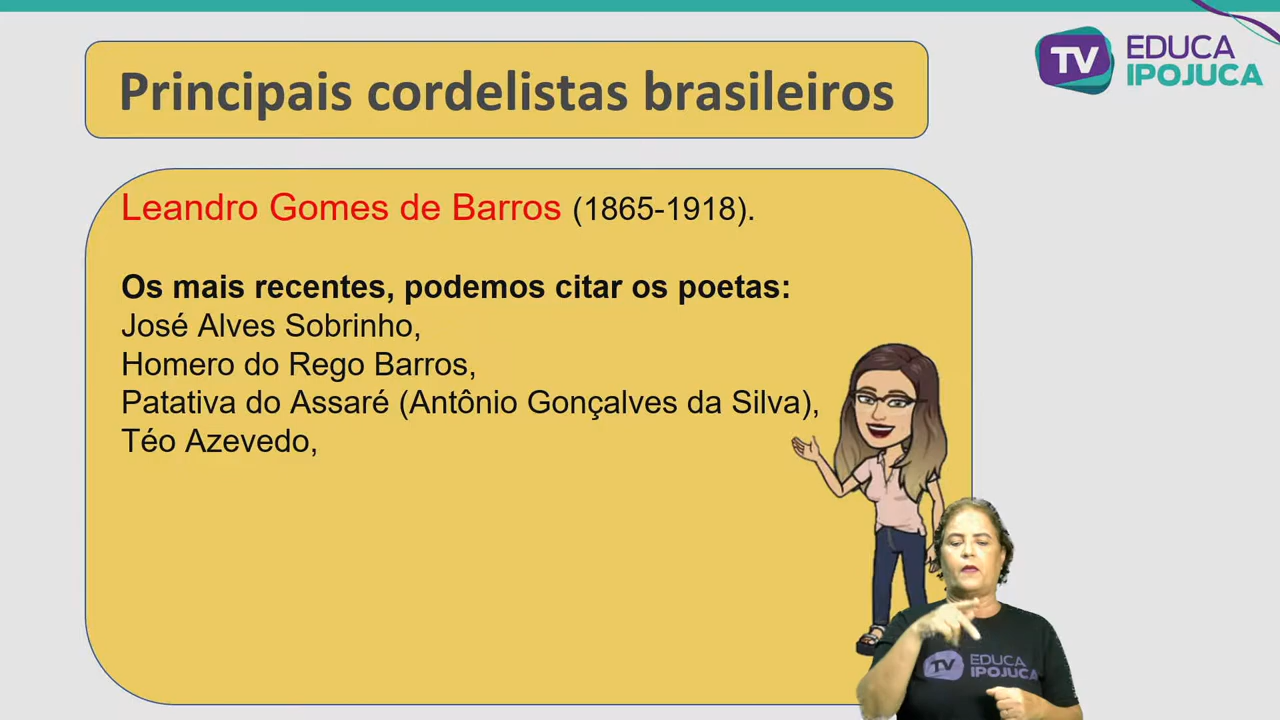 Principais cordelistas brasileiros
TV EDUCA
IPOJUCA
Leandro Gomes de Barros (1865-1918).
Os mais recentes, podemos citar os poetas:
José Alves Sobrinho,
Homero do Rego Barros,
Patativa do Assaré (Antônio Gonçalves da Silva),
Téo Azevedo,
TV EDUCA
IPOJUCA